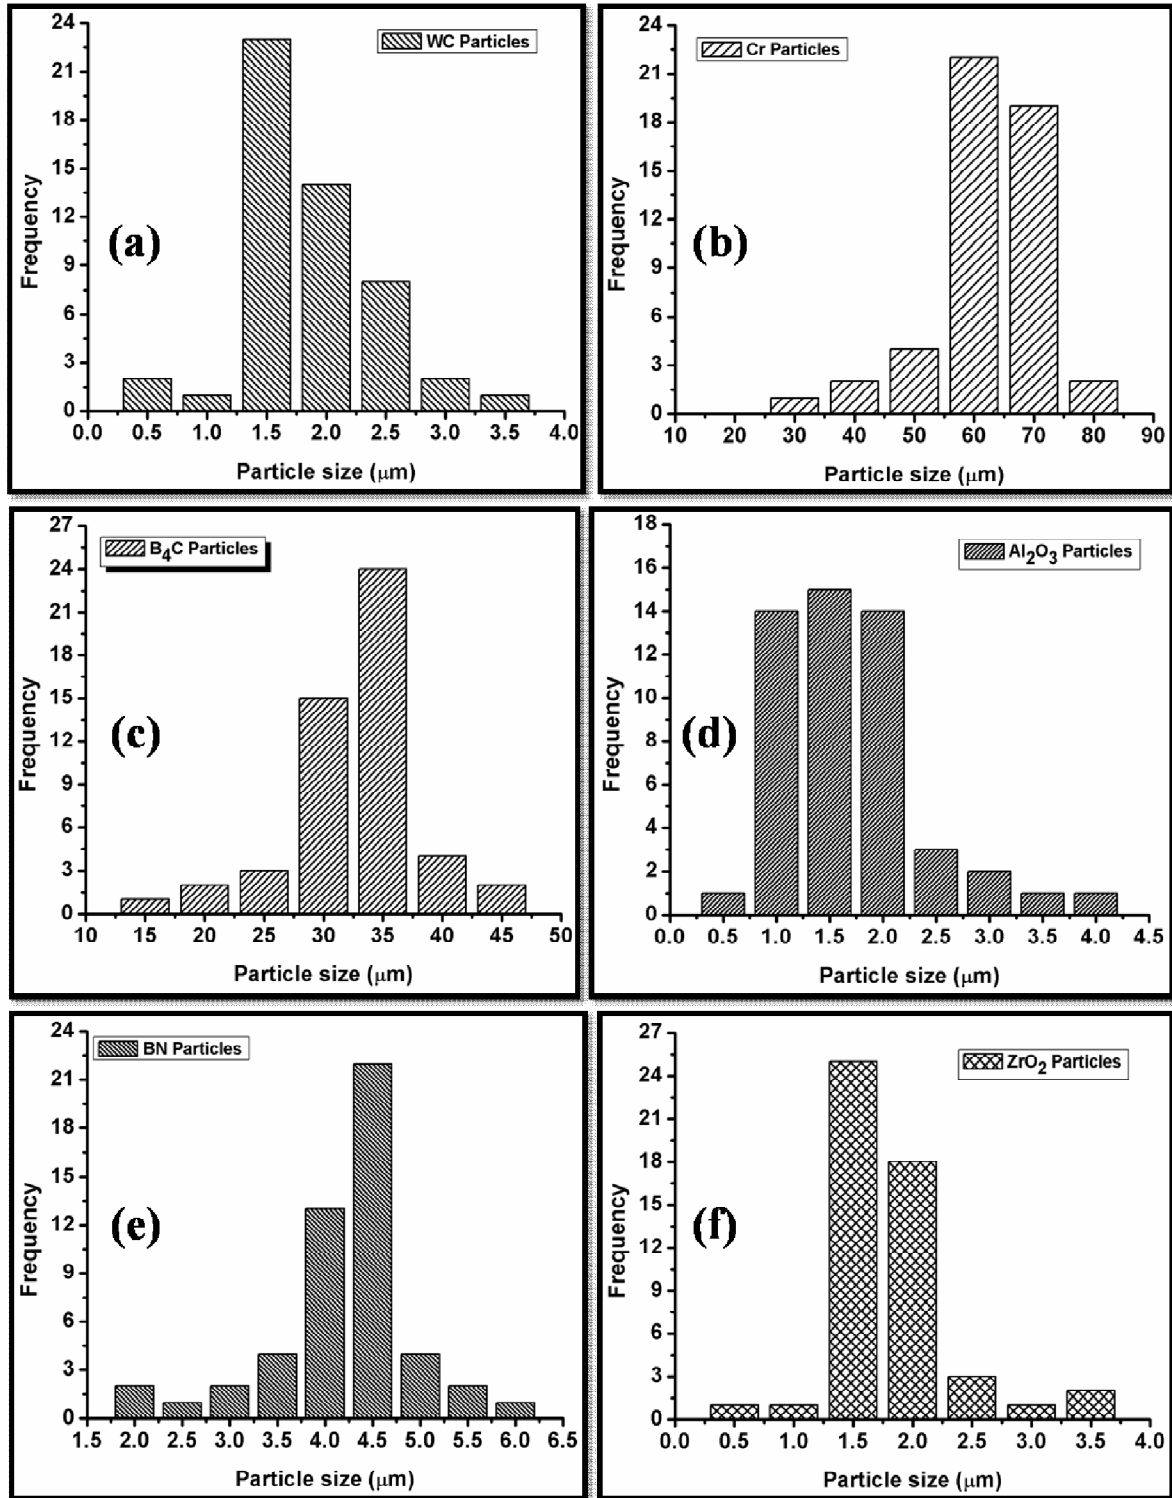 24
21
18
15
12
9
6
3
0
Frequency
WC Particles
(a)
0.0 0.5 1.0 1.5 2.0 2.5 3.0 3.5 4.0
Particle size (μm)
24
21
18
15
12
9
6
3
0
Frequency
Cr Particles
(b)
10 20 30 40 50 60 70 80 90
Particle size (μm)
27
24
21
18
15
12
9
6
3
0
Frequency
B₄C Particles
(c)
10 15 20 25 30 35 40 45 50
Particle size (μm)
18
16
14
12
10
8
6
4
2
0
Frequency
Al₂O₃ Particles
(d)
0.0 0.5 1.0 1.5 2.0 2.5 3.0 3.5 4.0 4.5
Particle size (μm)
24
21
18
15
12
9
6
3
0
Frequency
BN Particles
(e)
1.5 2.0 2.5 3.0 3.5 4.0 4.5 5.0 5.5 6.0 6.5
Particle size (μm)
27
24
21
18
15
12
9
6
3
0
Frequency
ZrO₂ Particles
(f)
0.0 0.5 1.0 1.5 2.0 2.5 3.0 3.5 4.0
Particle size (μm)